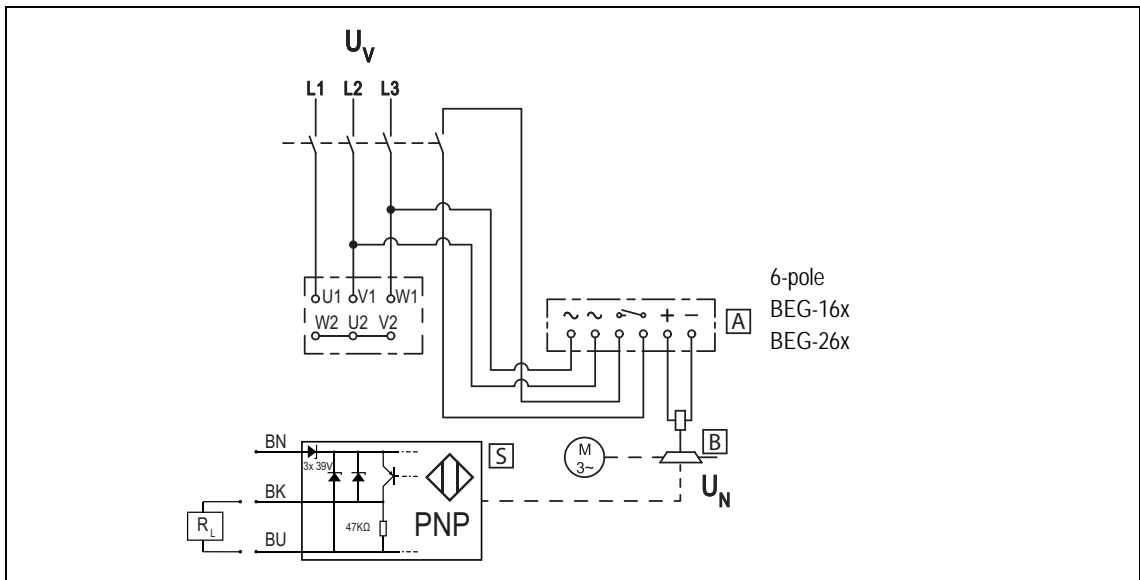 U_V
L1 L2 L3
U1 V1 W1
W2 U2 V2
~ ~ + −
A
6-pole
BEG-16x
BEG-26x
BN
3x 39V
S
M
3~
B
U_N
BK
R_L
47KΩ
PNP
BU